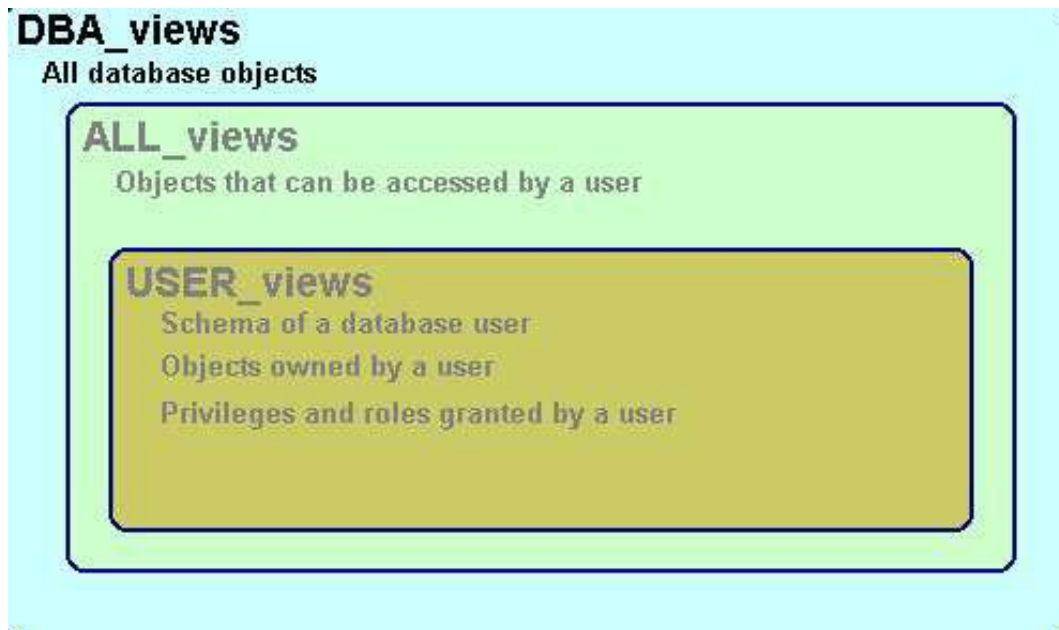 DBA_views
All database objects
ALL_views
Objects that can be accessed by a user
USER_views
Schema of a database user
Objects owned by a user
Privileges and roles granted by a user